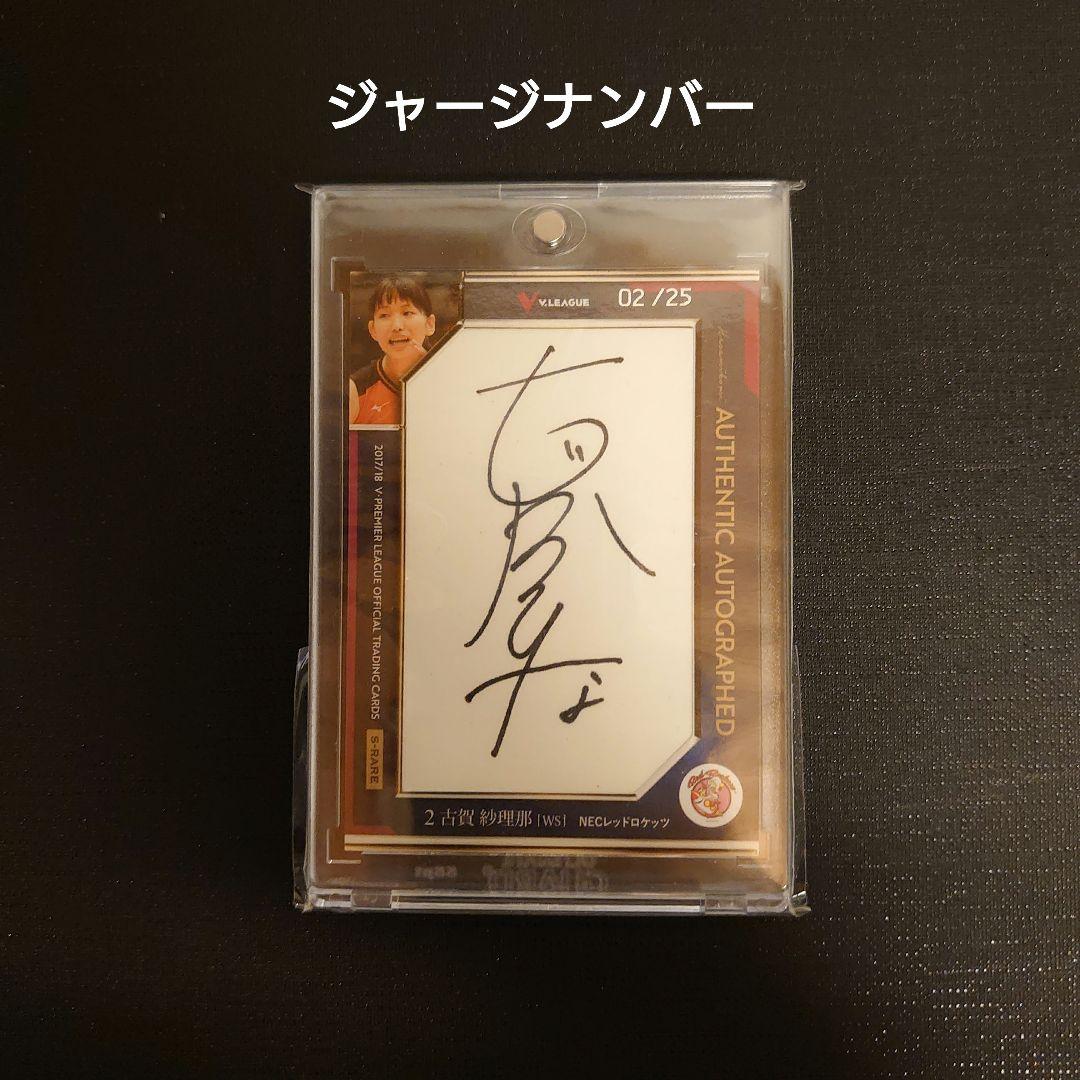 ジャージナンバー
V.LEAGUE
02/25
AUTHENTIC AUTOGRAPHED
2017/18 V-PREMIER LEAGUE OFFICIAL TRADING CARDS
S-RARE
2 古賀 紗理那 [WS] NECレッドロケッツ